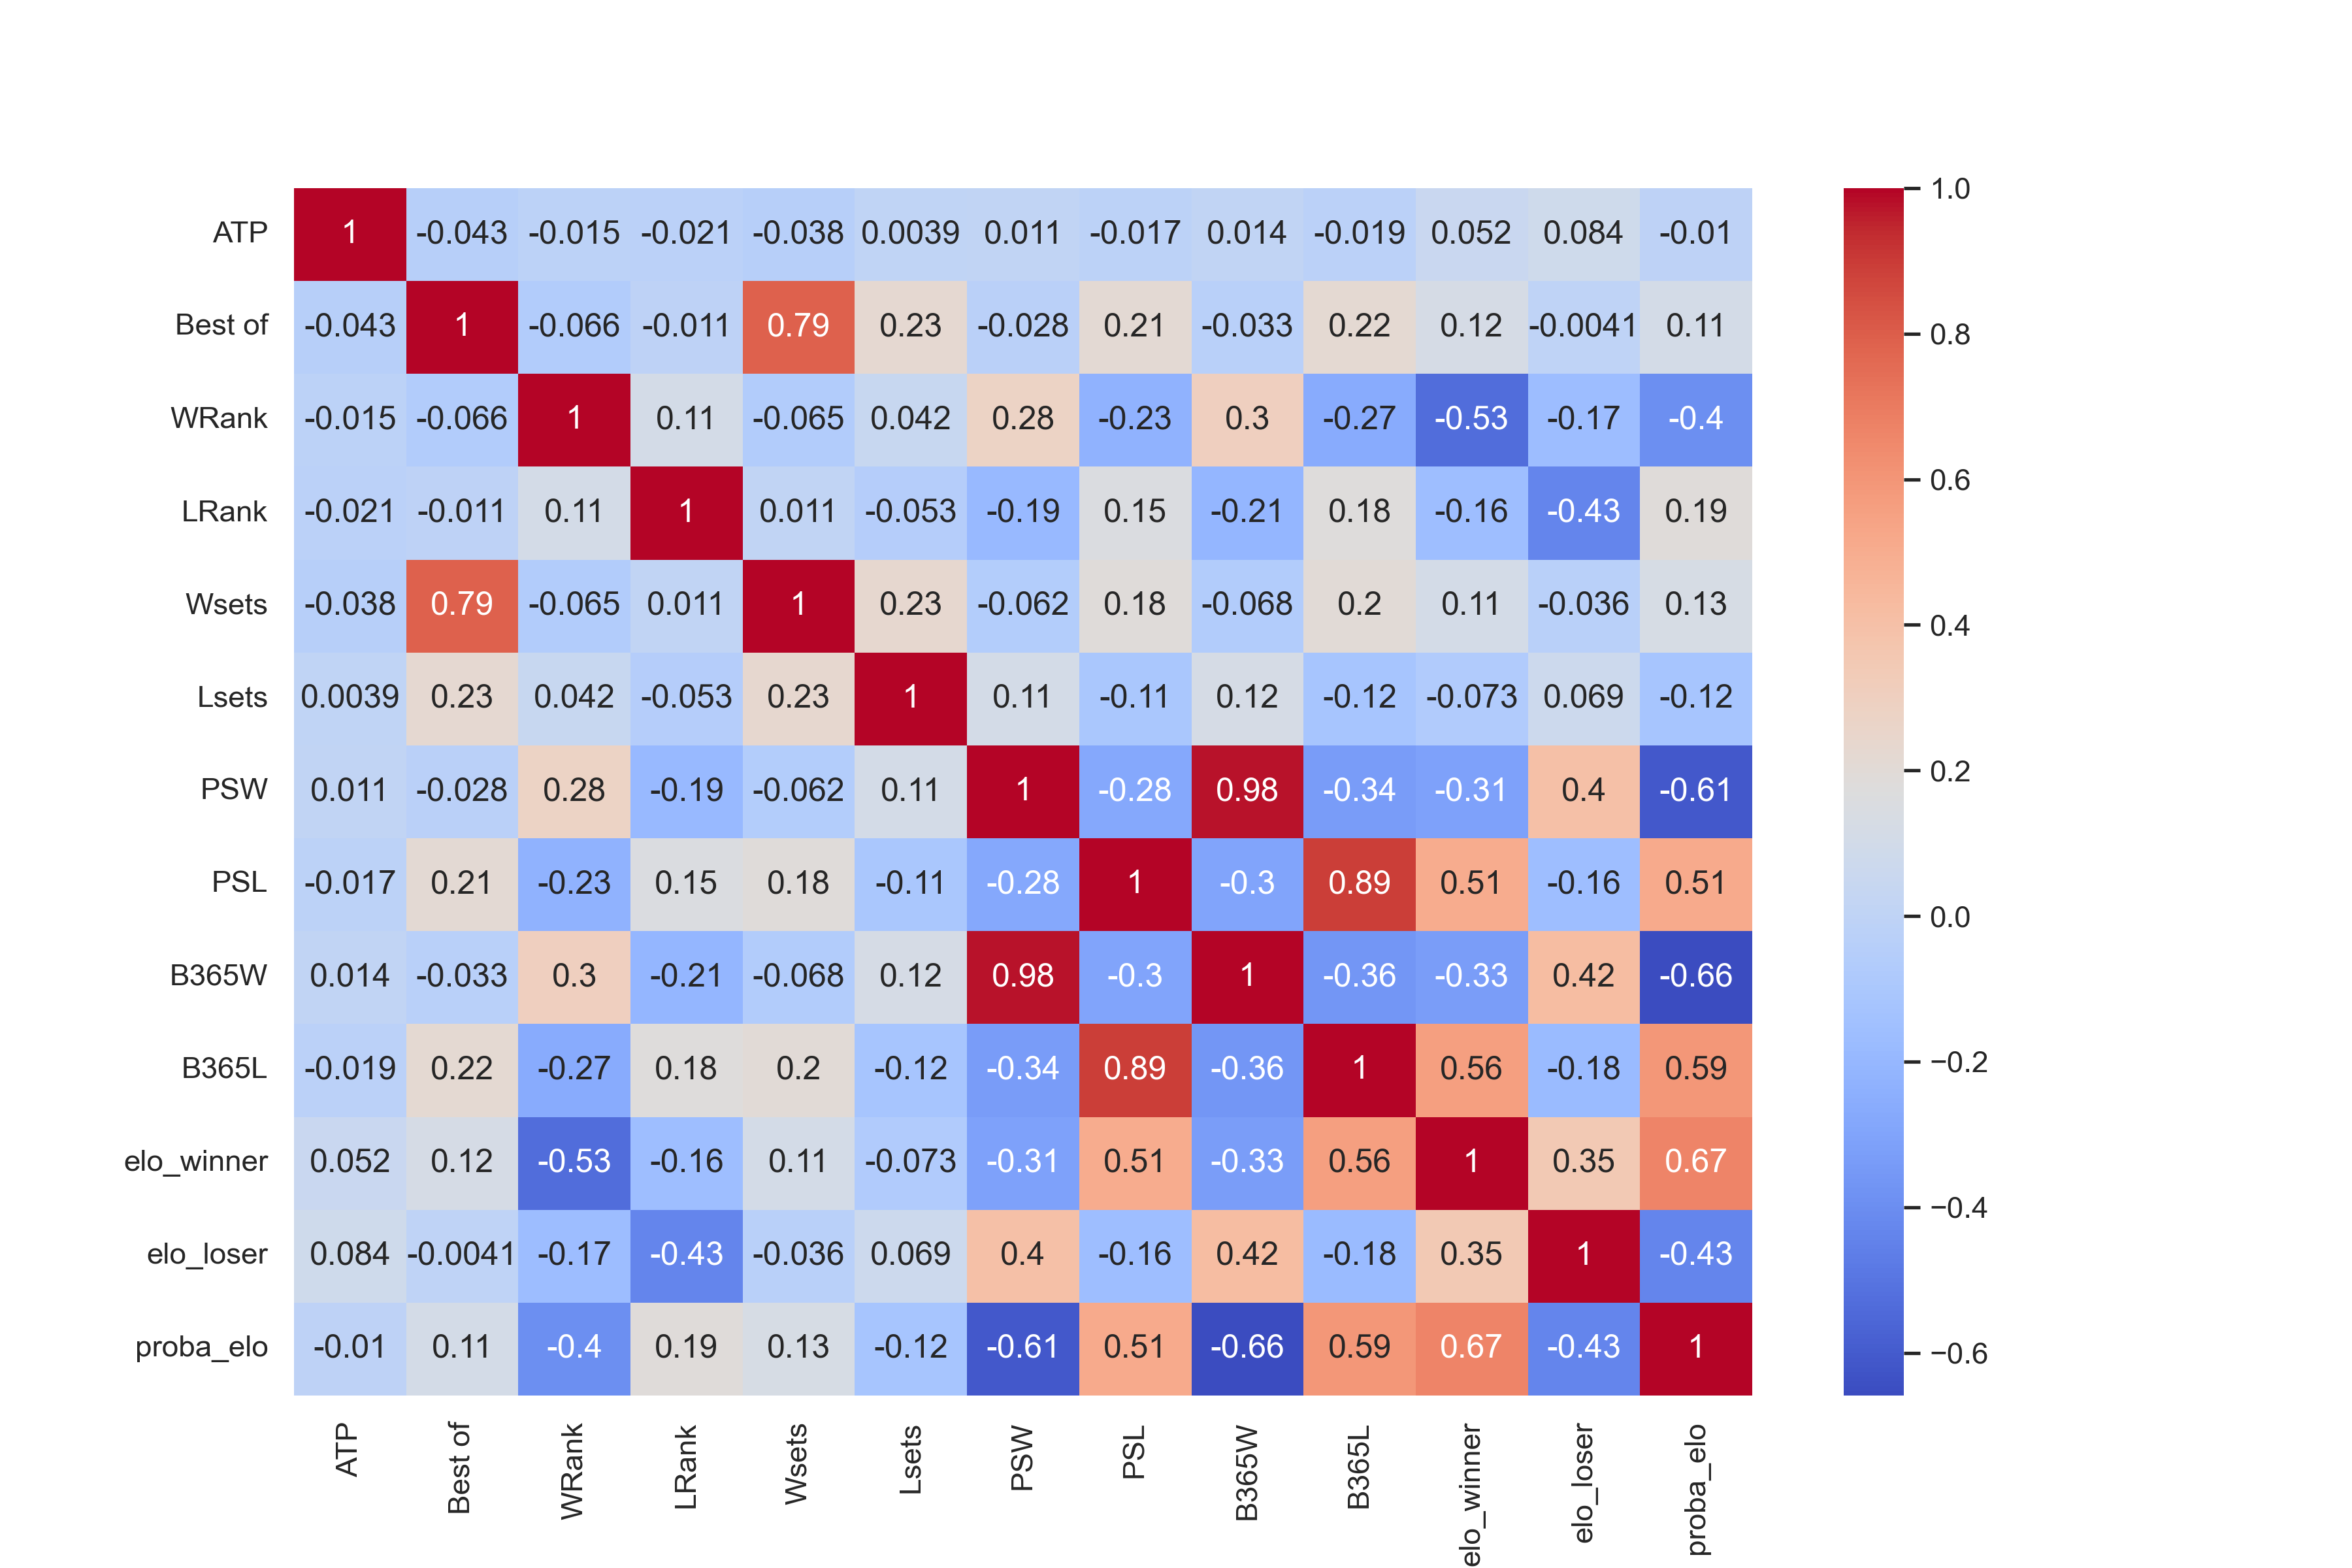 ATP 1 -0.043 -0.015 -0.021 -0.038 0.0039 0.011 -0.017 0.014 -0.019 0.052 0.084 -0.01
Best of -0.043 1 -0.066 -0.011 0.79 0.23 -0.028 0.21 -0.033 0.22 0.12 -0.0041 0.11
WRank -0.015 -0.066 1 0.11 -0.065 0.042 0.28 -0.23 0.3 -0.27 -0.53 -0.17 -0.4
LRank -0.021 -0.011 0.11 1 0.011 -0.053 -0.19 0.15 -0.21 0.18 -0.16 -0.43 0.19
Wsets -0.038 0.79 -0.065 0.011 1 0.23 -0.062 0.18 -0.068 0.2 0.11 -0.036 0.13
Lsets 0.0039 0.23 0.042 -0.053 0.23 1 0.11 -0.11 0.12 -0.12 -0.073 0.069 -0.12
PSW 0.011 -0.028 0.28 -0.19 -0.062 0.11 1 -0.28 0.98 -0.34 -0.31 0.4 -0.61
PSL -0.017 0.21 -0.23 0.15 0.18 -0.11 -0.28 1 -0.3 0.89 0.51 -0.16 0.51
B365W 0.014 -0.033 0.3 -0.21 -0.068 0.12 0.98 -0.3 1 -0.36 -0.33 0.42 -0.66
B365L -0.019 0.22 -0.27 0.18 0.2 -0.12 -0.34 0.89 -0.36 1 0.56 -0.18 0.59
elo_winner 0.052 0.12 -0.53 -0.16 0.11 -0.073 -0.31 0.51 -0.33 0.56 1 0.35 0.67
elo_loser 0.084 -0.0041 -0.17 -0.43 -0.036 0.069 0.4 -0.16 0.42 -0.18 0.35 1 -0.43
proba_elo -0.01 0.11 -0.4 0.19 0.13 -0.12 -0.61 0.51 -0.66 0.59 0.67 -0.43 1
ATP
Best of
WRank
LRank
Wsets
Lsets
PSW
PSL
B365W
B365L
elo_winner
elo_loser
proba_elo
1.0
0.8
0.6
0.4
0.2
0.0
−0.2
−0.4
−0.6